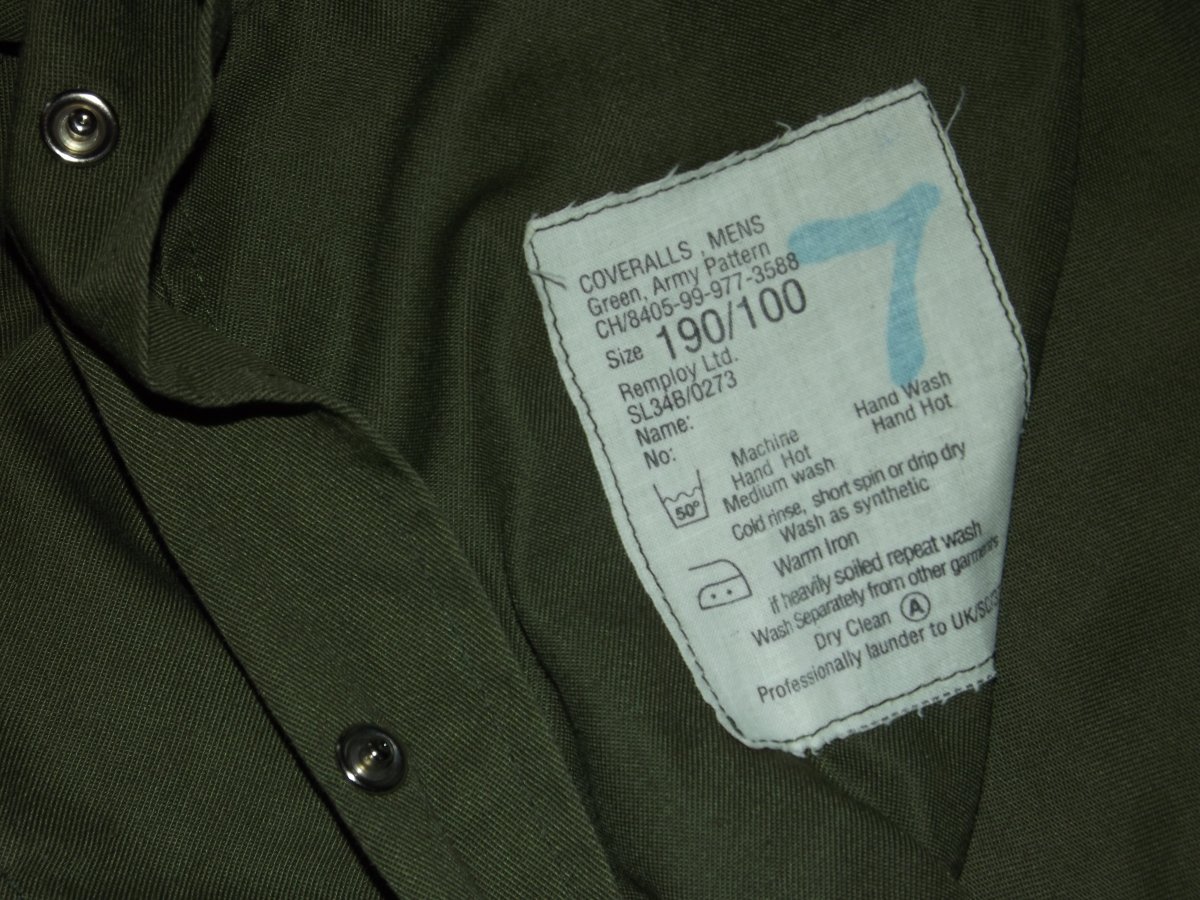 COVERALLS , MENS
Green, Army Pattern
CH/8405-99-977-3588
Size 190/100
7
Remploy Ltd.
SL34B/0273
Name:
No:
50°
Machine
Hand Hot
Medium wash
Hand Wash
Hand Hot
Cold rinse, short spin or drip dry
Wash as synthetic
Warm Iron
if heavily soiled repeat wash
Wash Separately from other garments
Dry Clean A
Professionally launder to